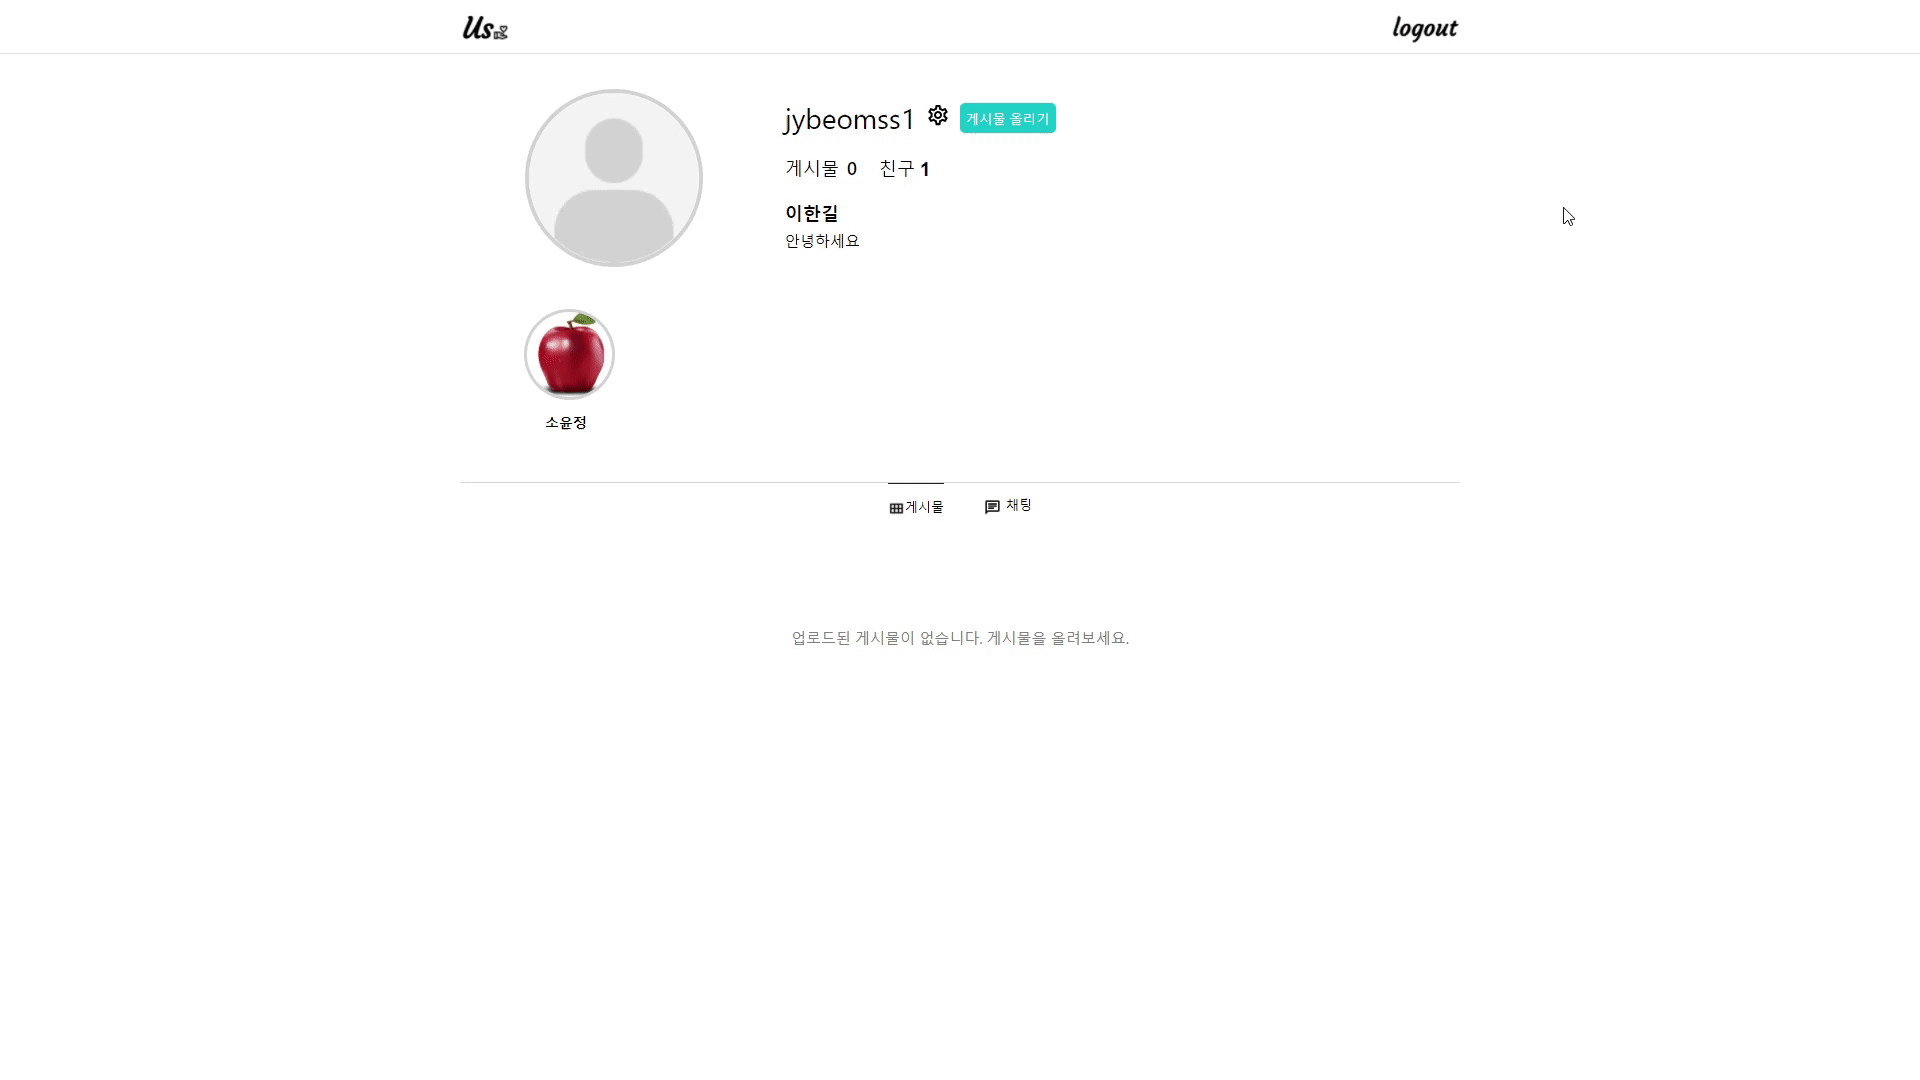 Us
logout
jybeomss1
게시물 올리기
게시물 0 친구 1
이한길
안녕하세요
소윤정
게시물
채팅
업로드된 게시물이 없습니다. 게시물을 올려보세요.